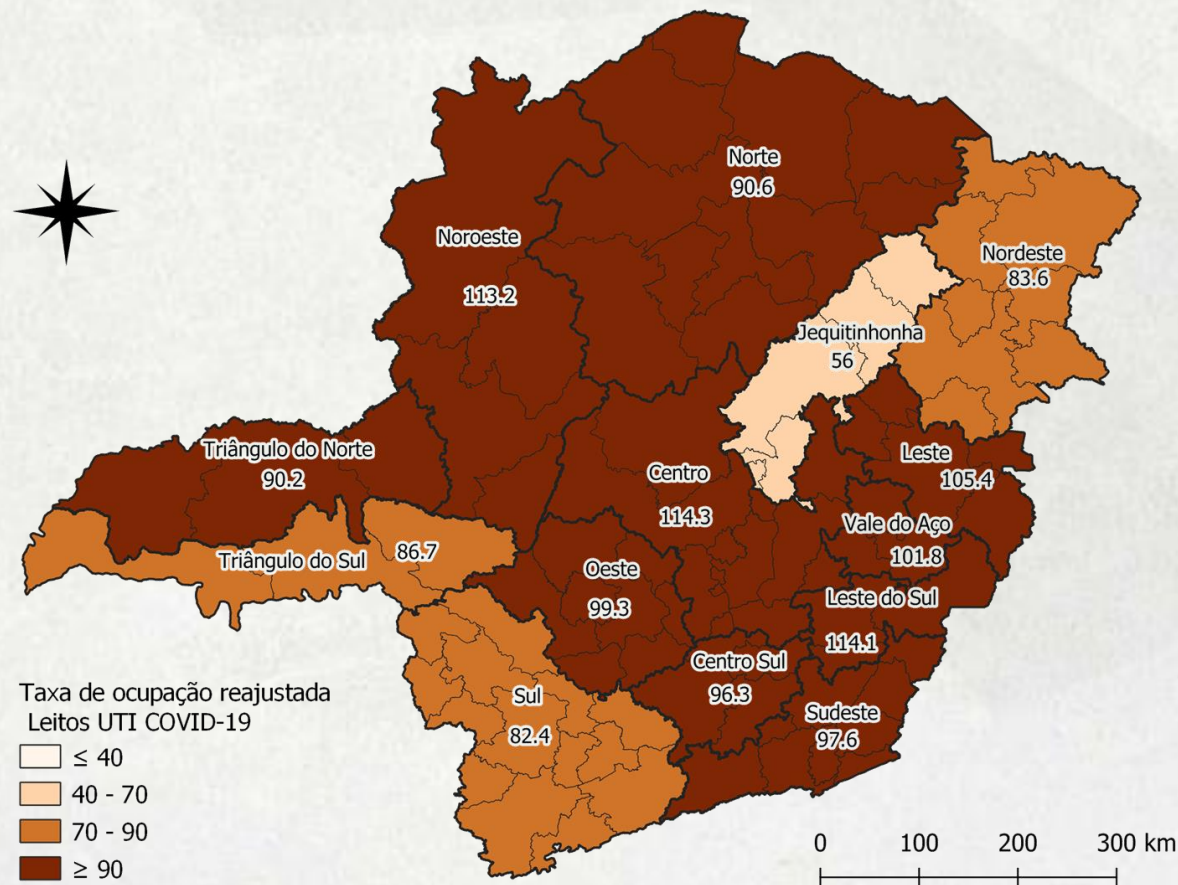 Norte
90.6
Noroeste
113.2
Nordeste
83.6
Jequitinhonha
56
Triângulo do Norte
90.2
Centro
114.3
Leste
105.4
Vale do Aço
101.8
Triângulo do Sul
86.7
Oeste
99.3
Leste do Sul
114.1
Centro Sul
96.3
Sul
82.4
Sudeste
97.6
Taxa de ocupação reajustada
Leitos UTI COVID-19
≤ 40
40 - 70
70 - 90
≥ 90
0 100 200 300 km